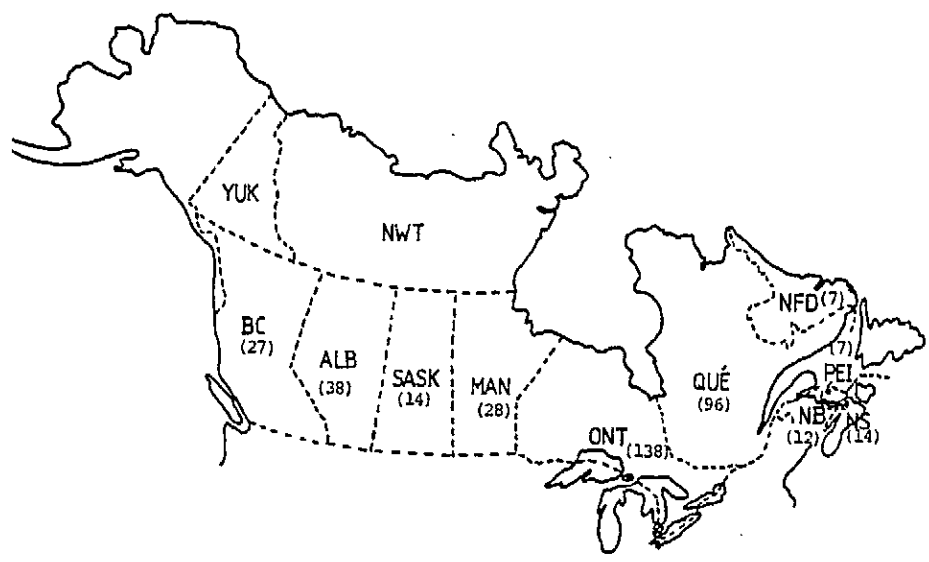 YUK
NWT
NFD (7)
BC
(27)
ALB
(38)
SASK
(14)
MAN
(28)
ONT (138)
QUÉ
(96)
(7)
PEI
NB
(12)
NS
(14)